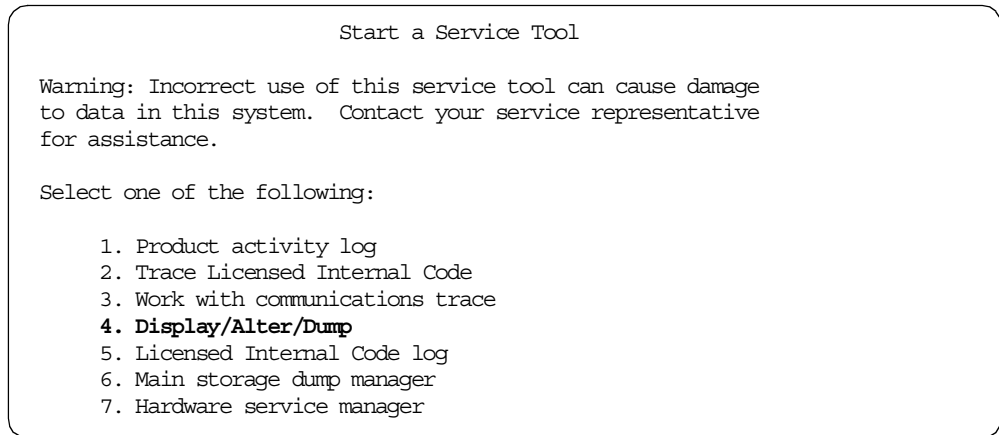 Start a Service Tool
Warning: Incorrect use of this service tool can cause damage
to data in this system. Contact your service representative
for assistance.
Select one of the following:
1. Product activity log
2. Trace Licensed Internal Code
3. Work with communications trace
4. Display/Alter/Dump
5. Licensed Internal Code log
6. Main storage dump manager
7. Hardware service manager